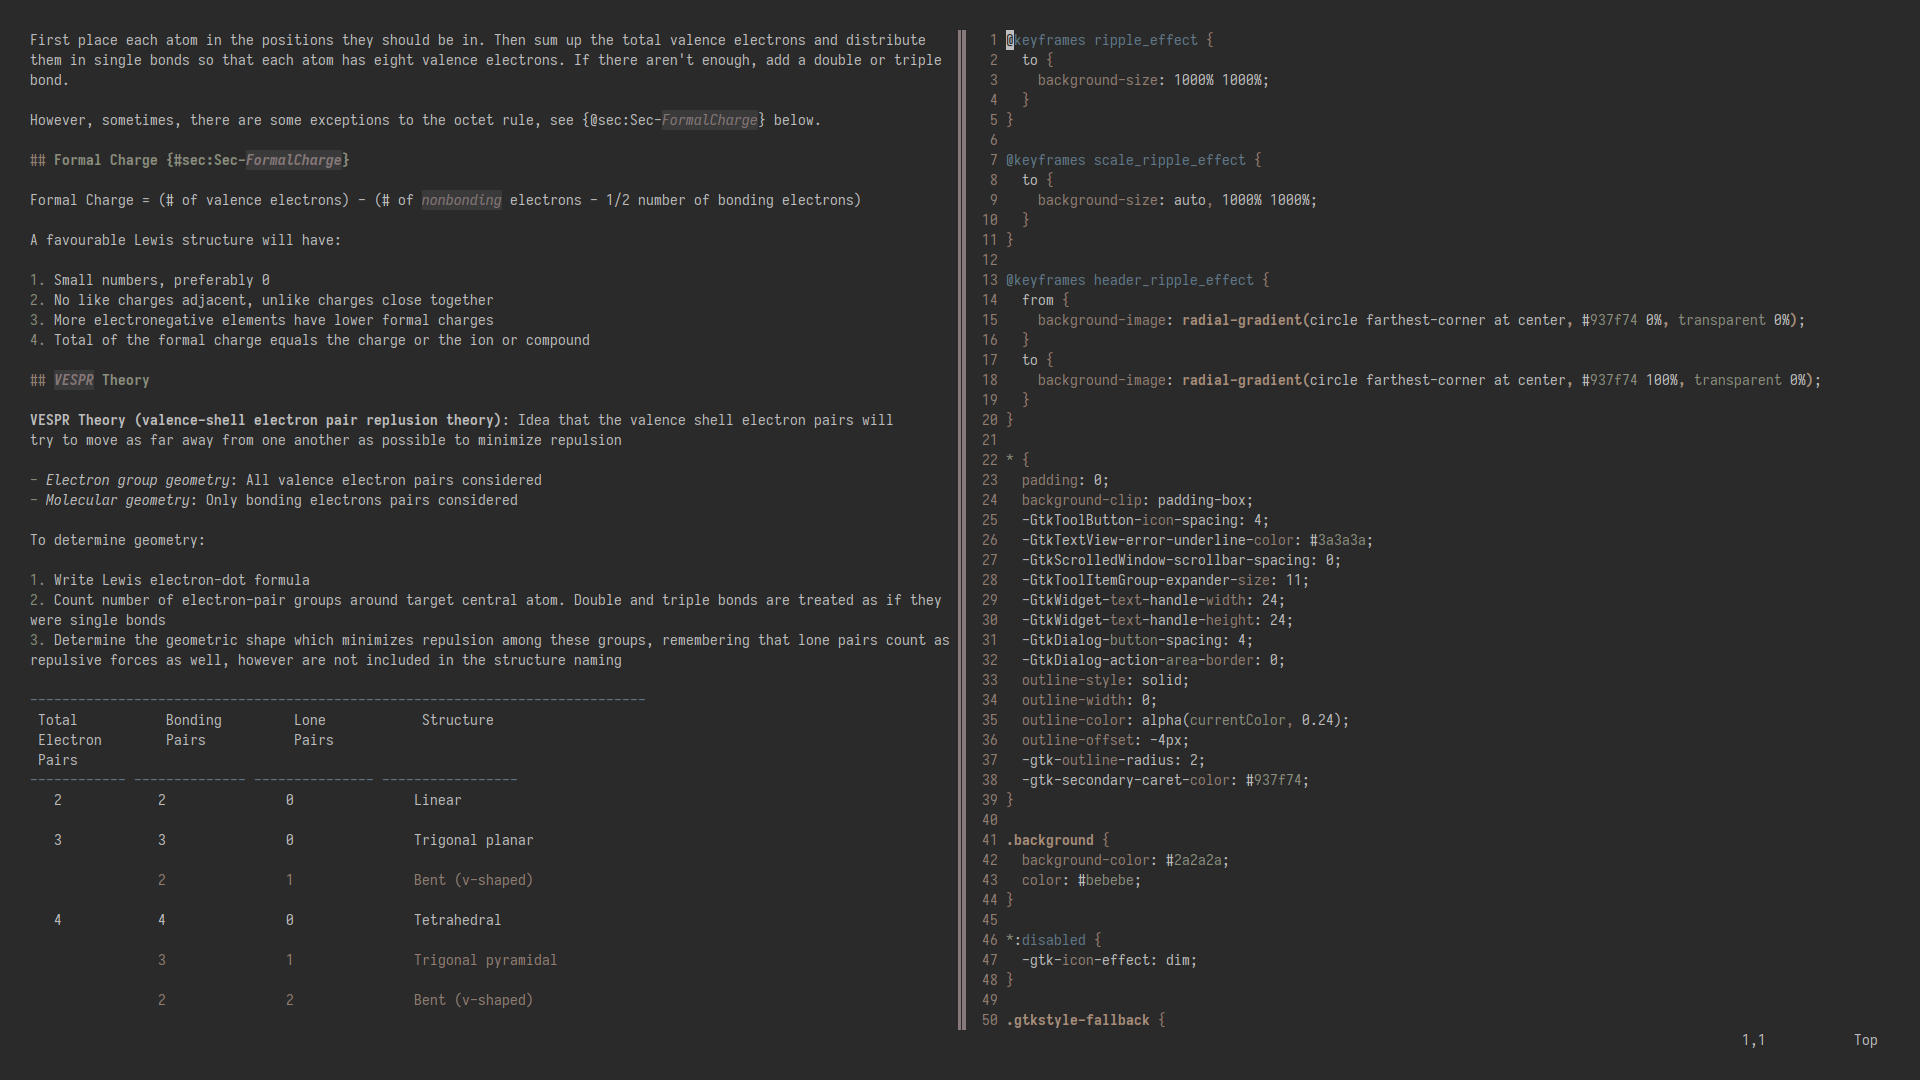 First place each atom in the positions they should be in. Then sum up the total valence electrons and distribute
them in single bonds so that each atom has eight valence electrons. If there aren't enough, add a double or triple
bond.
However, sometimes, there are some exceptions to the octet rule, see {@sec:Sec-FormalCharge} below.
## Formal Charge {#sec:Sec-FormalCharge}
Formal Charge = (# of valence electrons) - (# of nonbonding electrons - 1/2 number of bonding electrons)
A favourable Lewis structure will have:
1. Small numbers, preferably 0
2. No like charges adjacent, unlike charges close together
3. More electronegative elements have lower formal charges
4. Total of the formal charge equals the charge or the ion or compound
## VESPR Theory
VESPR Theory (valence-shell electron pair replusion theory): Idea that the valence shell electron pairs will
try to move as far away from one another as possible to minimize repulsion
- Electron group geometry: All valence electron pairs considered
- Molecular geometry: Only bonding electrons pairs considered
To determine geometry:
1. Write Lewis electron-dot formula
2. Count number of electron-pair groups around target central atom. Double and triple bonds are treated as if they
were single bonds
3. Determine the geometric shape which minimizes repulsion among these groups, remembering that lone pairs count as
repulsive forces as well, however are not included in the structure naming
-----------------------------------------------------------------------------
Total Bonding Lone Structure
Electron Pairs Pairs
Pairs
------------ -------------- --------------- -----------------
2 2 0 Linear
3 3 0 Trigonal planar
2 1 Bent (v-shaped)
4 4 0 Tetrahedral
3 1 Trigonal pyramidal
2 2 Bent (v-shaped)
1 @keyframes ripple_effect {
2 to {
3 background-size: 1000% 1000%;
4 }
5 }
6
7 @keyframes scale_ripple_effect {
8 to {
9 background-size: auto, 1000% 1000%;
10 }
11 }
12
13 @keyframes header_ripple_effect {
14 from {
15 background-image: radial-gradient(circle farthest-corner at center, #937f74 0%, transparent 0%);
16 }
17 to {
18 background-image: radial-gradient(circle farthest-corner at center, #937f74 100%, transparent 0%);
19 }
20 }
21
22 * {
23 padding: 0;
24 background-clip: padding-box;
25 -GtkToolButton-icon-spacing: 4;
26 -GtkTextView-error-underline-color: #3a3a3a;
27 -GtkScrolledWindow-scrollbar-spacing: 0;
28 -GtkToolItemGroup-expander-size: 11;
29 -GtkWidget-text-handle-width: 24;
30 -GtkWidget-text-handle-height: 24;
31 -GtkDialog-button-spacing: 4;
32 -GtkDialog-action-area-border: 0;
33 outline-style: solid;
34 outline-width: 0;
35 outline-color: alpha(currentColor, 0.24);
36 outline-offset: -4px;
37 -gtk-outline-radius: 2;
38 -gtk-secondary-caret-color: #937f74;
39 }
40
41 .background {
42 background-color: #2a2a2a;
43 color: #bebebe;
44 }
45
46 *:disabled {
47 -gtk-icon-effect: dim;
48 }
49
50 .gtkstyle-fallback {
1,1 Top